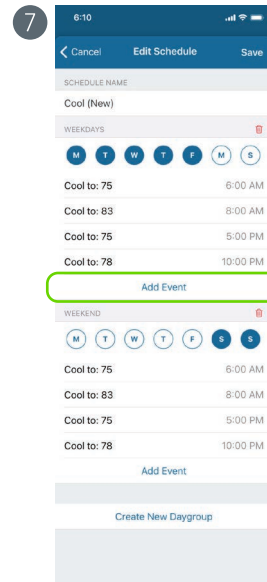 7
6:10
Cancel Edit Schedule Save
SCHEDULE NAME
Cool (New)
WEEKDAYS
M T W T F M S
Cool to: 75 6:00 AM
Cool to: 83 8:00 AM
Cool to: 75 5:00 PM
Cool to: 78 10:00 PM
Add Event
WEEKEND
M T W T F S S
Cool to: 75 6:00 AM
Cool to: 83 8:00 AM
Cool to: 75 5:00 PM
Cool to: 78 10:00 PM
Add Event
Create New Daygroup